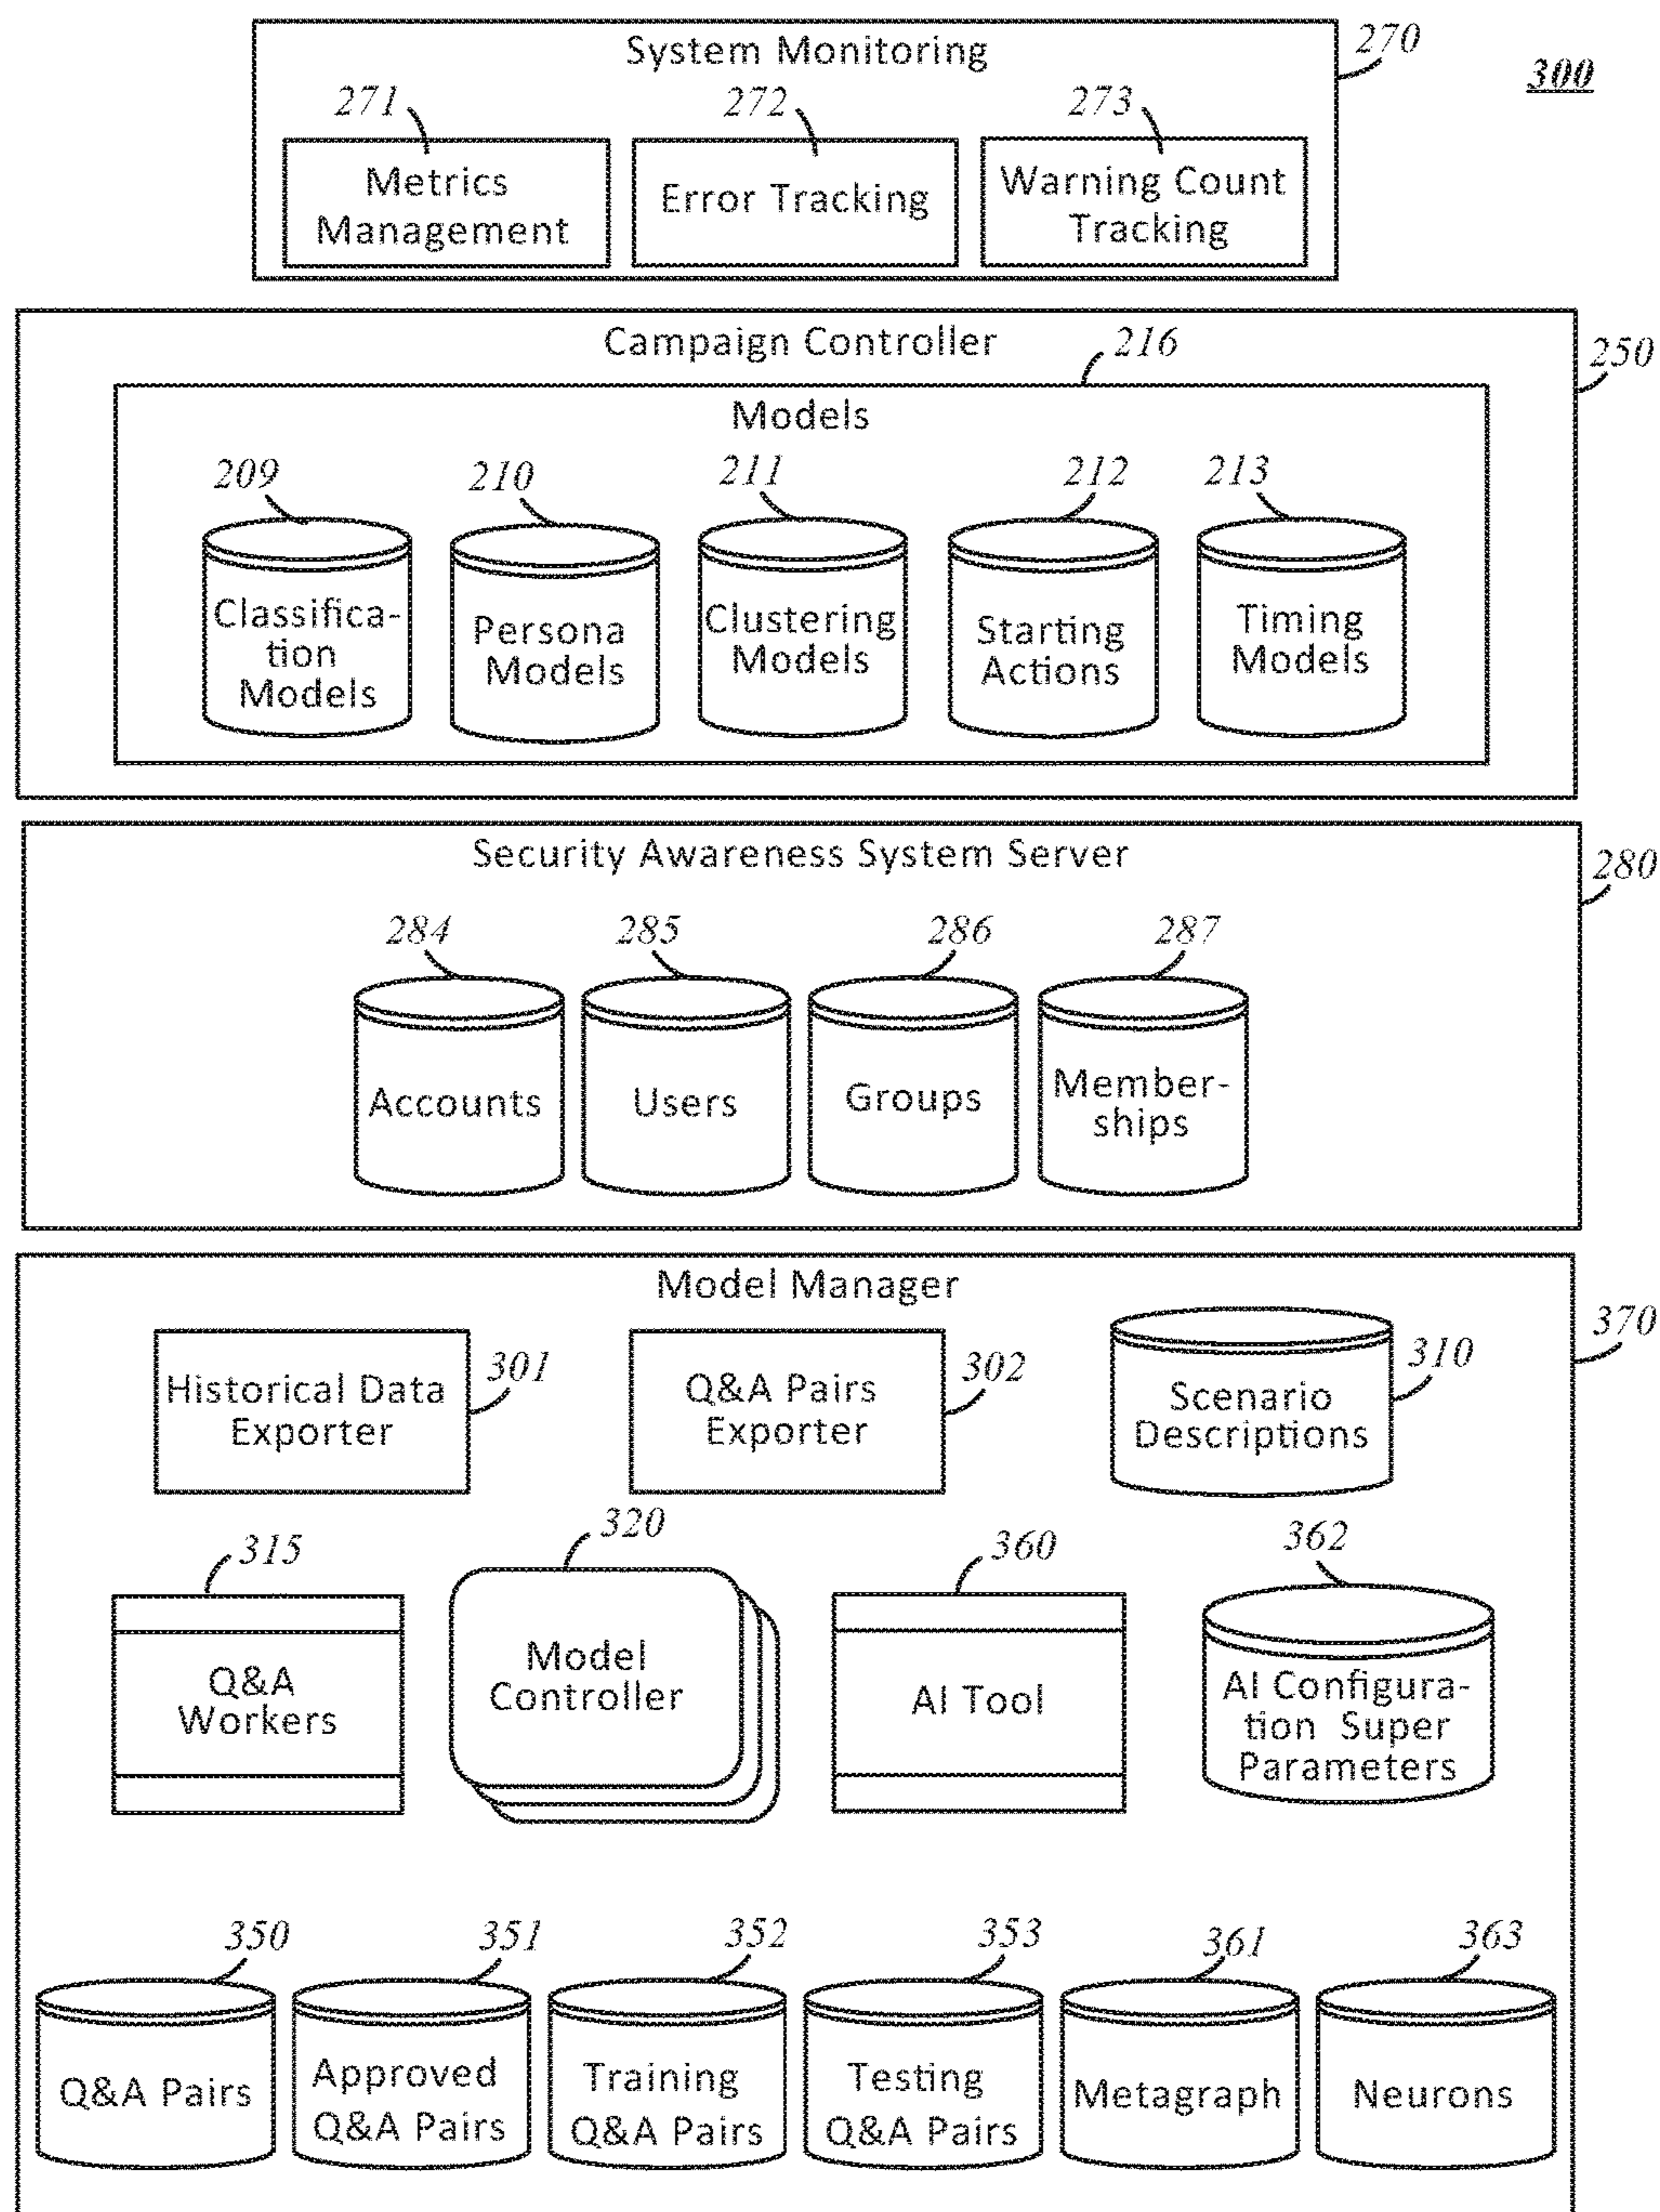 System Monitoring
270
300
271
272
273
Metrics
Management
Error Tracking
Warning Count
Tracking
Campaign Controller
216
250
Models
209
210
211
212
213
Classifica-
tion
Models
Persona
Models
Clustering
Models
Starting
Actions
Timing
Models
Security Awareness System Server
280
284
285
286
287
Accounts
Users
Groups
Member-
ships
Model Manager
370
Historical Data
Exporter
301
Q&A Pairs
Exporter
302
Scenario
Descriptions
310
315
320
360
362
Q&A
Workers
Model
Controller
AI Tool
AI Configura-
tion Super
Parameters
350
351
352
353
361
363
Q&A Pairs
Approved
Q&A Pairs
Training
Q&A Pairs
Testing
Q&A Pairs
Metagraph
Neurons